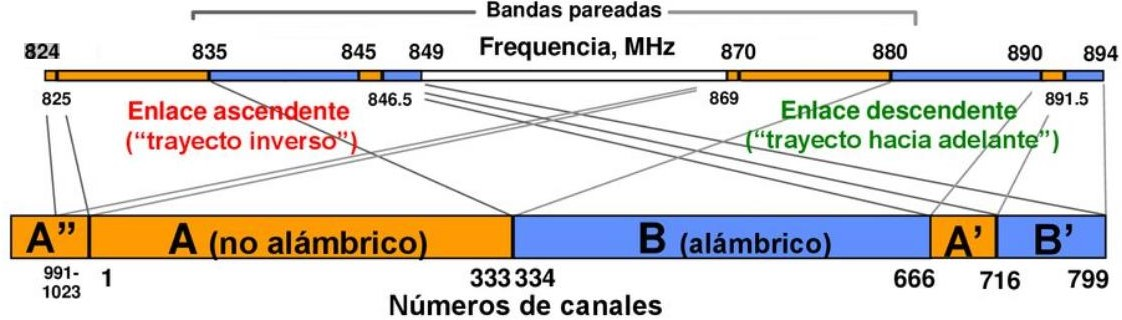 Bandas pareadas
824 835 845 849 Frequencia, MHz 870 880 890 894
825 846.5 869 891.5
Enlace ascendente
(“trayecto inverso”)
Enlace descendente
(“trayecto hacia adelante”)
A” A (no alámbrico) B (alámbrico) A’ B’
991-
1023
1 333 334 666 716 799
Números de canales